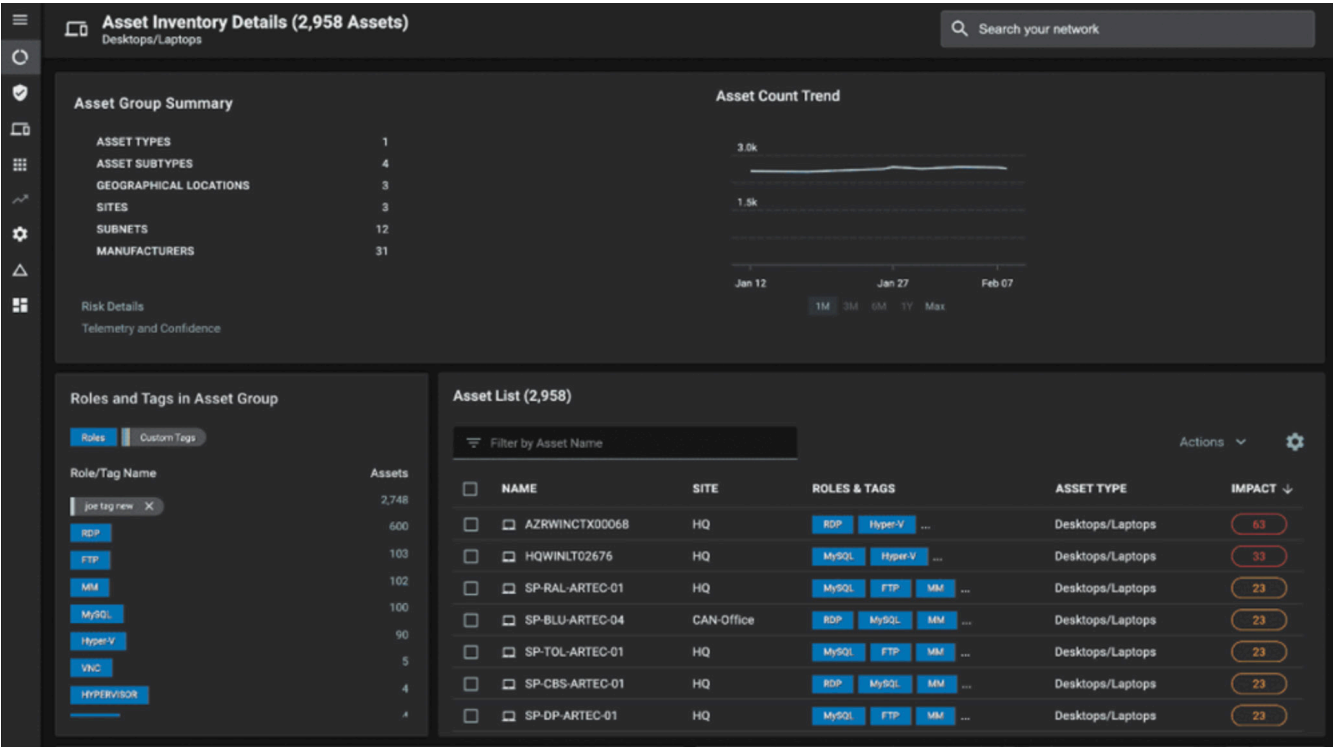 Asset Inventory Details (2,958 Assets)
Desktops/Laptops
Search your network
Asset Group Summary
ASSET TYPES 1
ASSET SUBTYPES 4
GEOGRAPHICAL LOCATIONS 3
SITES 3
SUBNETS 12
MANUFACTURERS 31
Risk Details
Telemetry and Confidence
Asset Count Trend
3.0k
1.5k
Jan 12 Jan 27 Feb 07
1M 3M 6M 1Y Max
Roles and Tags in Asset Group
Roles Custom Tags
Role/Tag Name Assets
joe tag new 2,748
RDP 600
FTP 103
MM 102
MySQL 100
Hyper-V 90
VNC 5
HYPERVISOR 4
Asset List (2,958)
Filter by Asset Name
Actions
NAME SITE ROLES & TAGS ASSET TYPE IMPACT
AZRWINCTX00068 HQ RDP Hyper-V ... Desktops/Laptops 63
HQWINLT02676 HQ MySQL Hyper-V ... Desktops/Laptops 33
SP-RAL-ARTEC-01 HQ MySQL FTP MM ... Desktops/Laptops 23
SP-BLU-ARTEC-04 CAN-Office RDP MySQL MM ... Desktops/Laptops 23
SP-TOL-ARTEC-01 HQ MySQL FTP MM ... Desktops/Laptops 23
SP-CBS-ARTEC-01 HQ RDP MySQL MM ... Desktops/Laptops 23
SP-DP-ARTEC-01 HQ MySQL FTP MM ... Desktops/Laptops 23